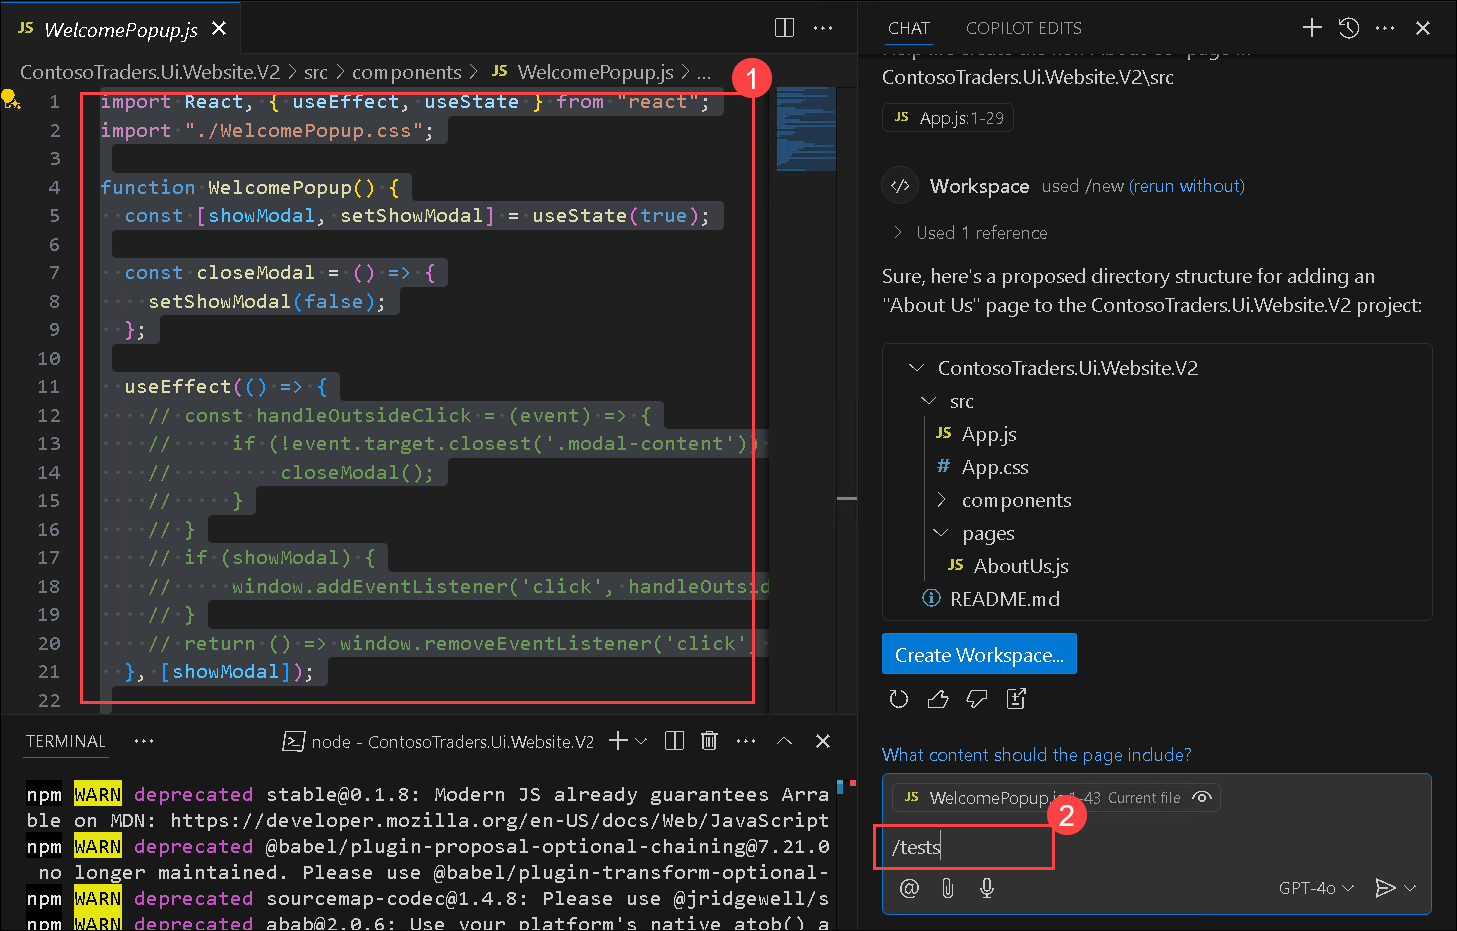 JS WelcomePopup.js
ContosoTraders.Ui.Website.V2 > src > components > JS WelcomePopup.js > ...
1
1 import React, { useEffect, useState } from "react";
2 import "./WelcomePopup.css";
3
4 function WelcomePopup() {
5 const [showModal, setShowModal] = useState(true);
6
7 const closeModal = () => {
8 setShowModal(false);
9 };
10
11 useEffect(() => {
12 // const handleOutsideClick = (event) => {
13 // if (!event.target.closest('.modal-content'))
14 // closeModal();
15 // }
16 // }
17 // if (showModal) {
18 // window.addEventListener('click', handleOutsid
19 // }
20 // return () => window.removeEventListener('click',
21 }, [showModal]);
22
TERMINAL
node - ContosoTraders.Ui.Website.V2
npm WARN deprecated stable@0.1.8: Modern JS already guarantees Arra
ble on MDN: https://developer.mozilla.org/en-US/docs/Web/JavaScript
npm WARN deprecated @babel/plugin-proposal-optional-chaining@7.21.0
no longer maintained. Please use @babel/plugin-transform-optional-
npm WARN deprecated sourcemap-codec@1.4.8: Please use @jridgewell/s
npm WARN deprecated abab@2.0.6: Use your platform's native atob() a
CHAT COPILOT EDITS
ContosoTraders.Ui.Website.V2\src
JS App.js:1-29
Workspace used /new (rerun without)
> Used 1 reference
Sure, here's a proposed directory structure for adding an
"About Us" page to the ContosoTraders.Ui.Website.V2 project:
ContosoTraders.Ui.Website.V2
src
JS App.js
# App.css
components
pages
JS AboutUs.js
README.md
Create Workspace...
What content should the page include?
JS WelcomePopup.js:1-43 Current file
2
/tests
GPT-4o